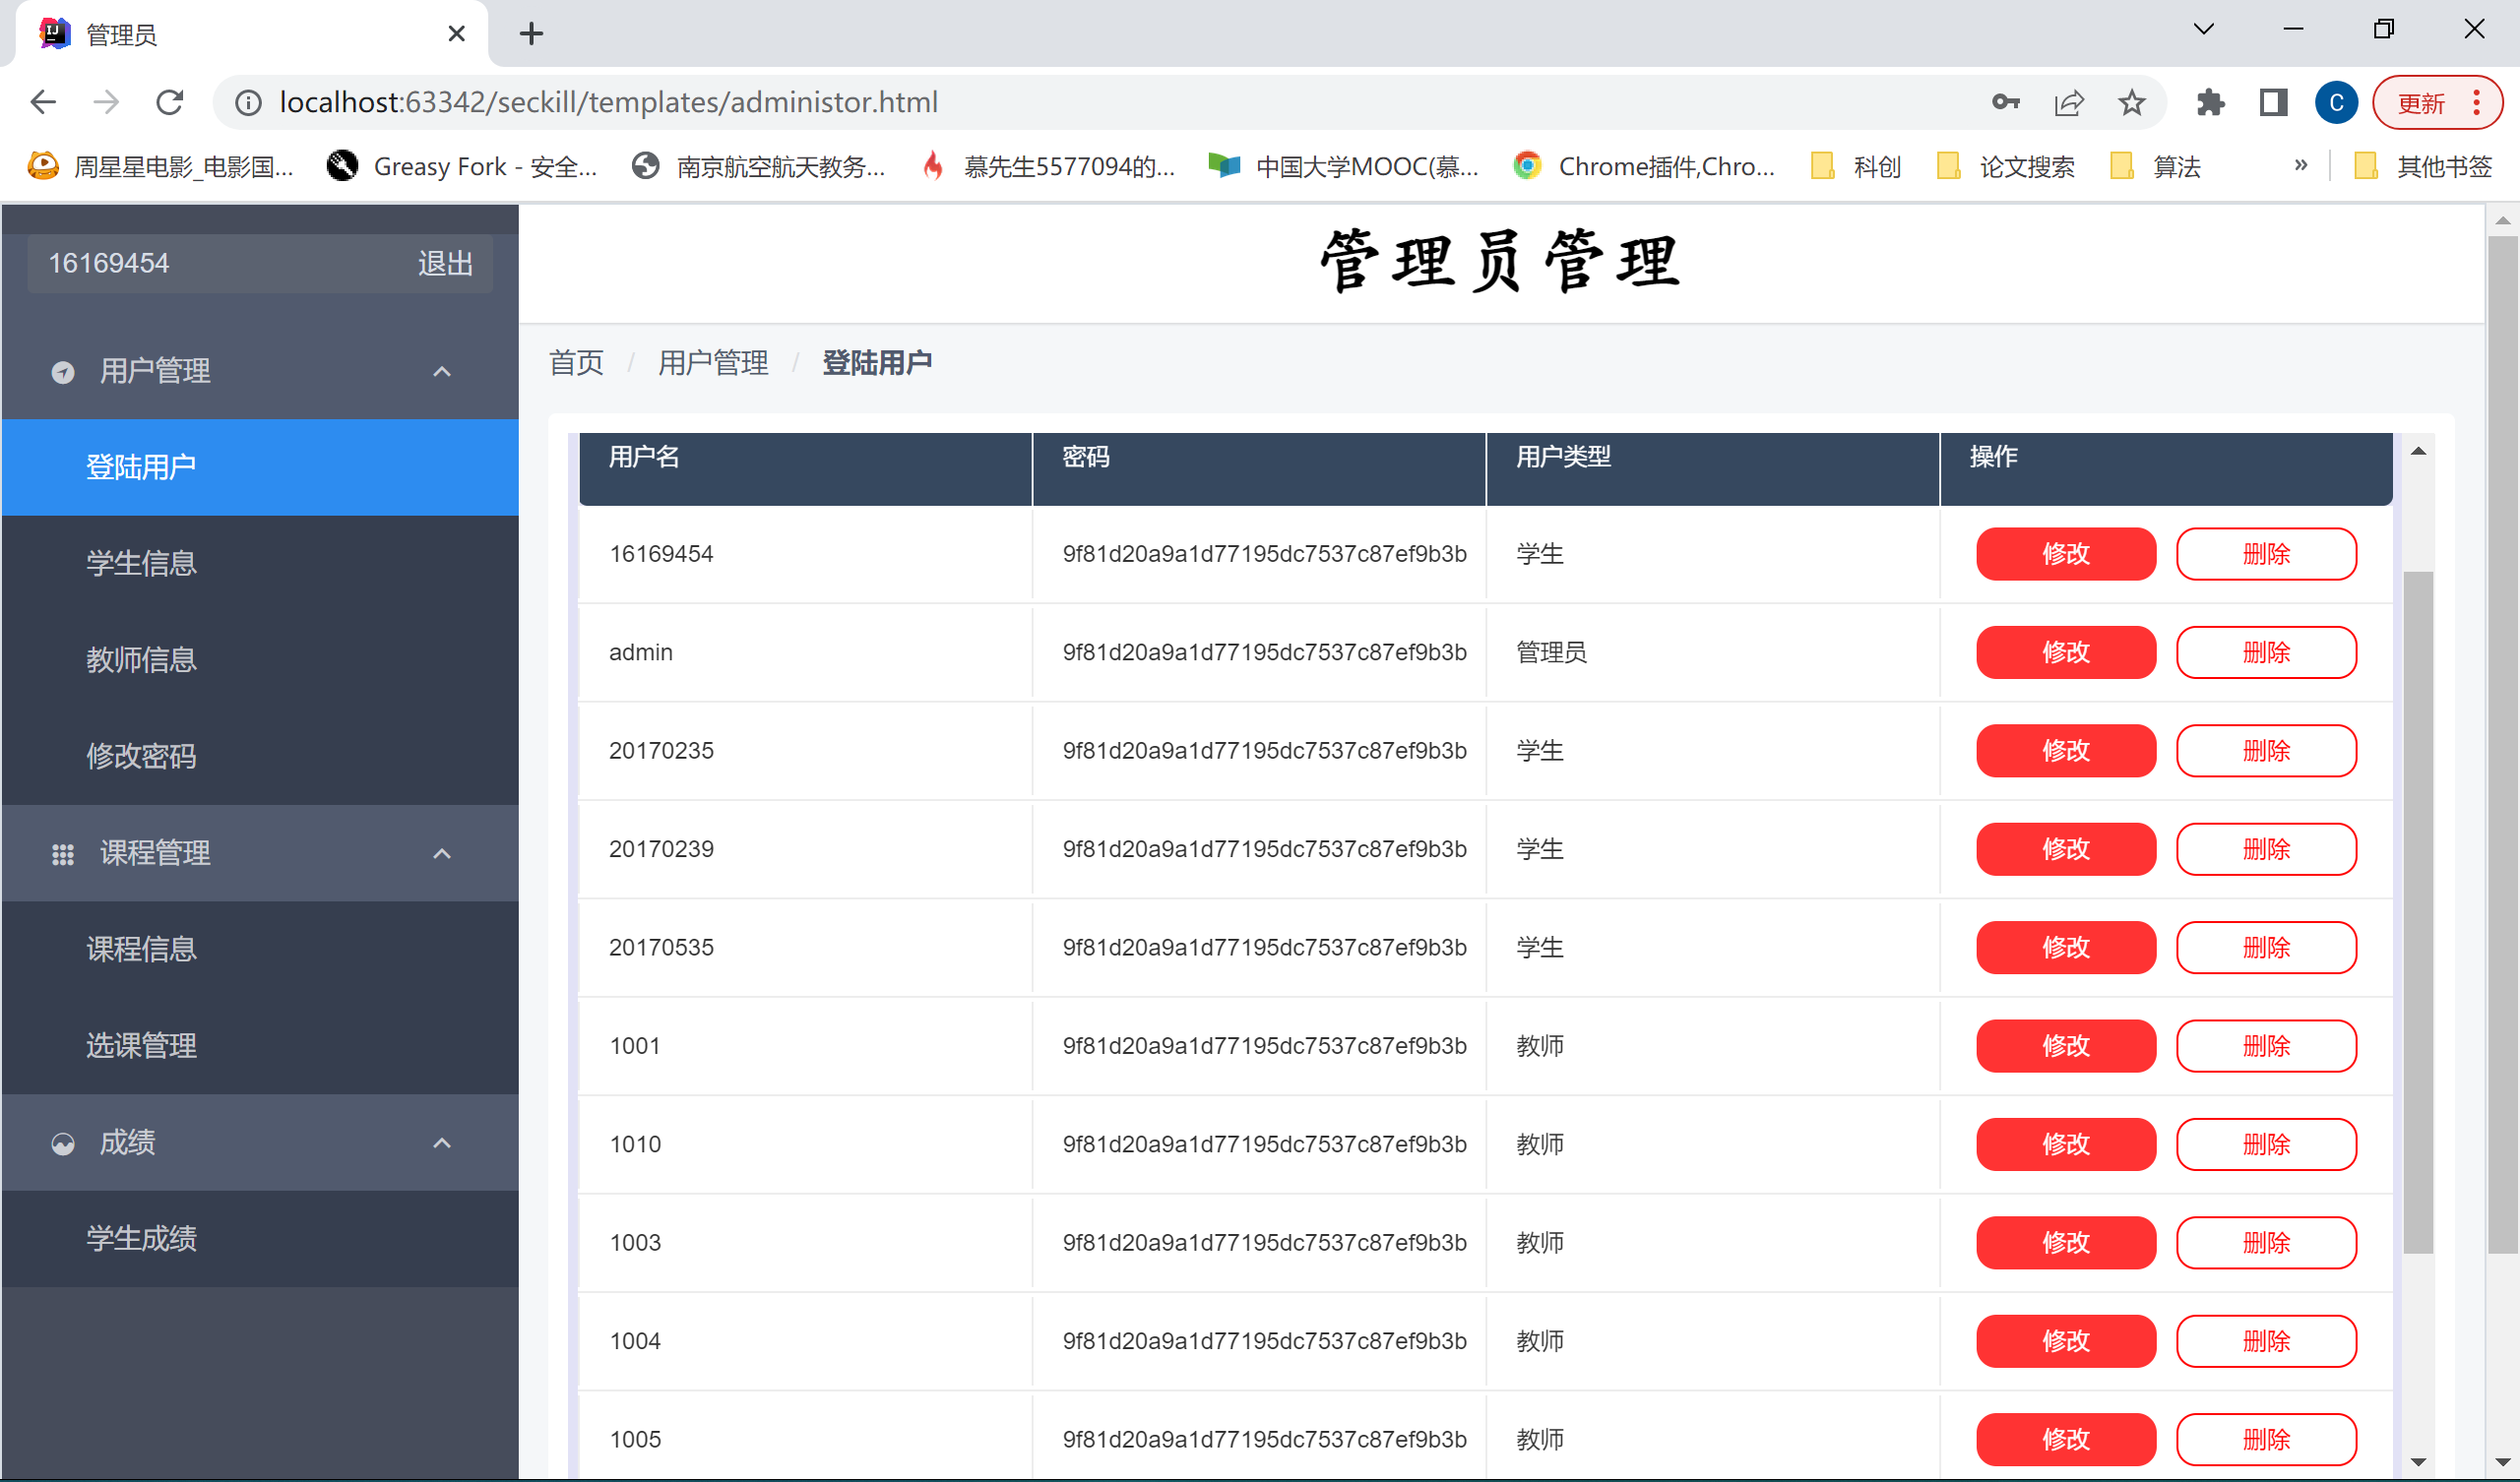 管理员
localhost:63342/seckill/templates/administor.html
C
更新
周星星电影_电影国...
Greasy Fork - 安全...
南京航空航天教务...
慕先生5577094的...
中国大学MOOC(慕...
Chrome插件,Chro...
科创
论文搜索
算法
»
其他书签
16169454 退出
用户管理
登陆用户
学生信息
教师信息
修改密码
课程管理
课程信息
选课管理
成绩
学生成绩
管理员管理
首页 / 用户管理 / 登陆用户
用户名 密码 用户类型 操作
16169454 9f81d20a9a1d77195dc7537c87ef9b3b 学生 修改 删除
admin 9f81d20a9a1d77195dc7537c87ef9b3b 管理员 修改 删除
20170235 9f81d20a9a1d77195dc7537c87ef9b3b 学生 修改 删除
20170239 9f81d20a9a1d77195dc7537c87ef9b3b 学生 修改 删除
20170535 9f81d20a9a1d77195dc7537c87ef9b3b 学生 修改 删除
1001 9f81d20a9a1d77195dc7537c87ef9b3b 教师 修改 删除
1010 9f81d20a9a1d77195dc7537c87ef9b3b 教师 修改 删除
1003 9f81d20a9a1d77195dc7537c87ef9b3b 教师 修改 删除
1004 9f81d20a9a1d77195dc7537c87ef9b3b 教师 修改 删除
1005 9f81d20a9a1d77195dc7537c87ef9b3b 教师 修改 删除